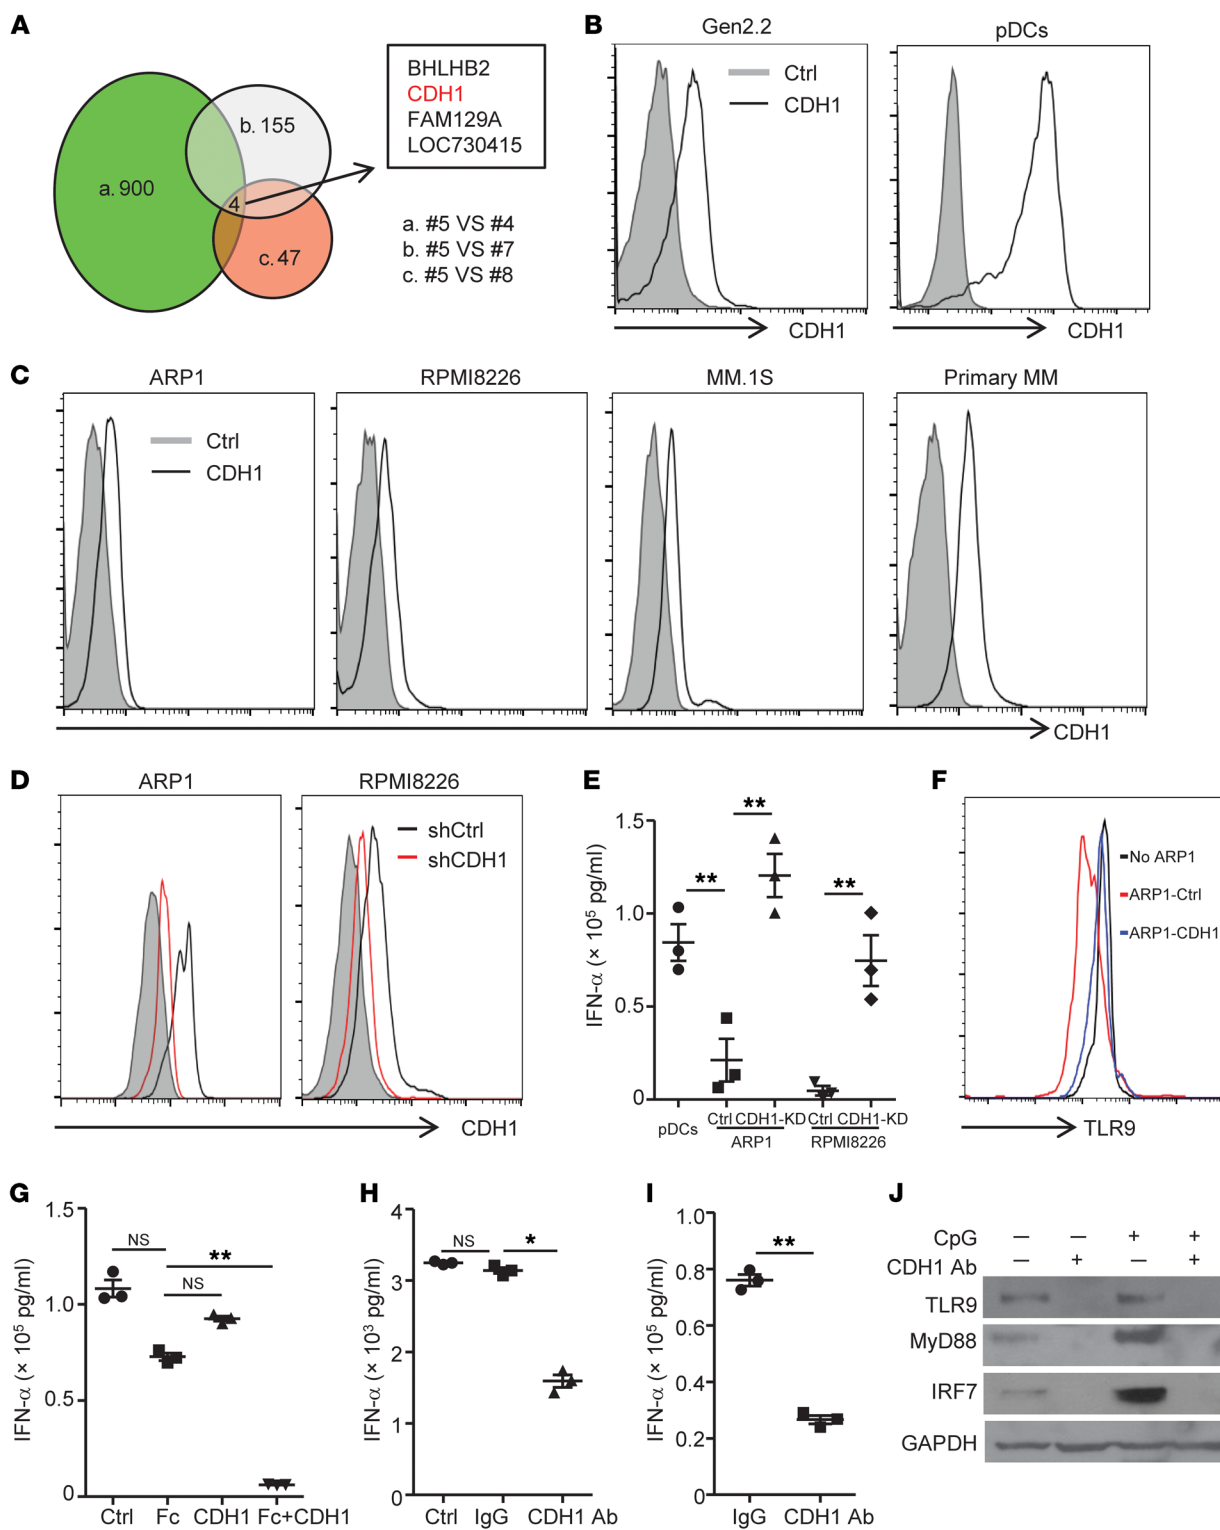 A
BHLHB2
CDH1
FAM129A
LOC730415
b. 155
a. 900
4
c. 47
a. #5 VS #4
b. #5 VS #7
c. #5 VS #8
B
Gen2.2
pDCs
Ctrl
CDH1
CDH1
CDH1
C
ARP1
RPMI8226
MM.1S
Primary MM
Ctrl
CDH1
CDH1
D
ARP1
RPMI8226
shCtrl
shCDH1
CDH1
E
IFN-α (× 10⁵ pg/ml)
1.5
1.0
0.5
0
**
**
**
pDCs
Ctrl CDH1-KD
ARP1
Ctrl CDH1-KD
RPMI8226
F
No ARP1
ARP1-Ctrl
ARP1-CDH1
TLR9
G
IFN-α (× 10⁵ pg/ml)
1.5
1.0
0.5
0
NS
**
NS
Ctrl Fc CDH1 Fc+CDH1
H
IFN-α (× 10³ pg/ml)
4
3
2
1
0
NS
*
Ctrl IgG CDH1 Ab
I
IFN-α (× 10⁵ pg/ml)
1.0
0.8
0.6
0.4
0.2
0
**
IgG CDH1 Ab
J
CpG − − + +
CDH1 Ab − + − +
TLR9
MyD88
IRF7
GAPDH